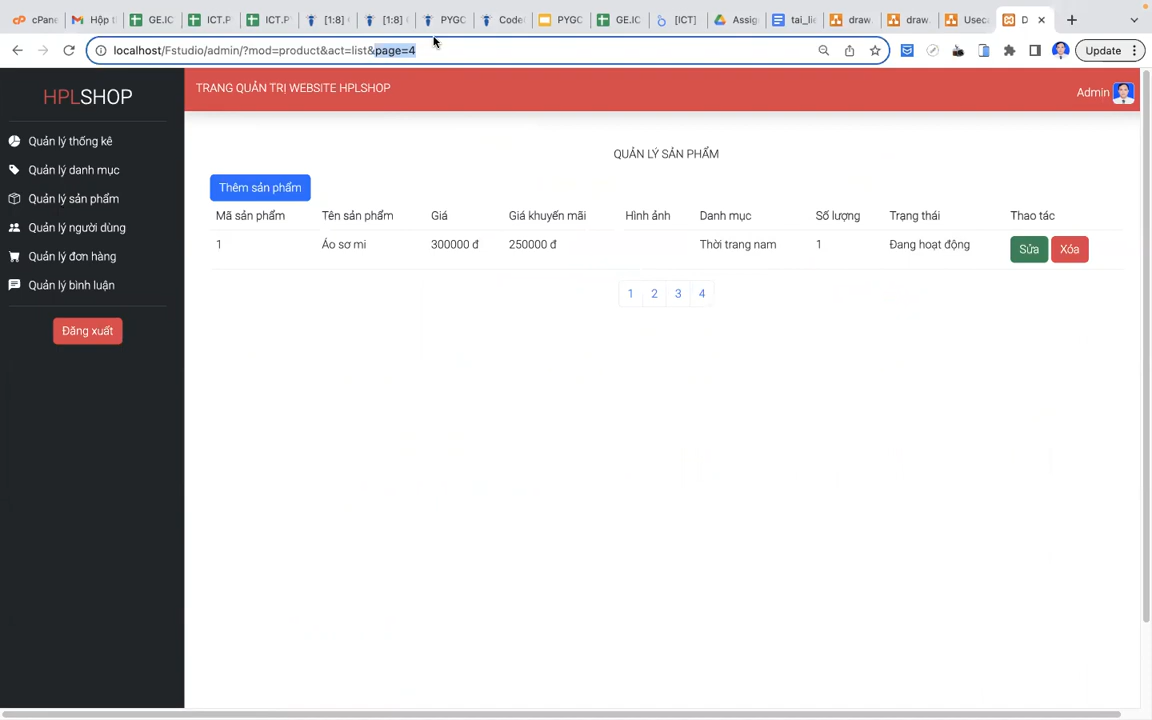 cPane Hộp t GE.IC ICT.P ICT.P [1:8] [1:8] PYGC Code PYGC GE.IC [ICT] Assig tai_lie draw draw. Useca D
localhost/Fstudio/admin/?mod=product&act=list&page=4 Update
HPLSHOP
TRANG QUẢN TRỊ WEBSITE HPLSHOP
Admin
Quản lý thống kê
Quản lý danh mục
Quản lý sản phẩm
Quản lý người dùng
Quản lý đơn hàng
Quản lý bình luận
Đăng xuất
QUẢN LÝ SẢN PHẨM
Thêm sản phẩm
Mã sản phẩm Tên sản phẩm Giá Giá khuyến mãi Hình ảnh Danh mục Số lượng Trạng thái Thao tác
1 Áo sơ mi 300000 đ 250000 đ Thời trang nam 1 Đang hoạt động Sửa Xóa
1 2 3 4